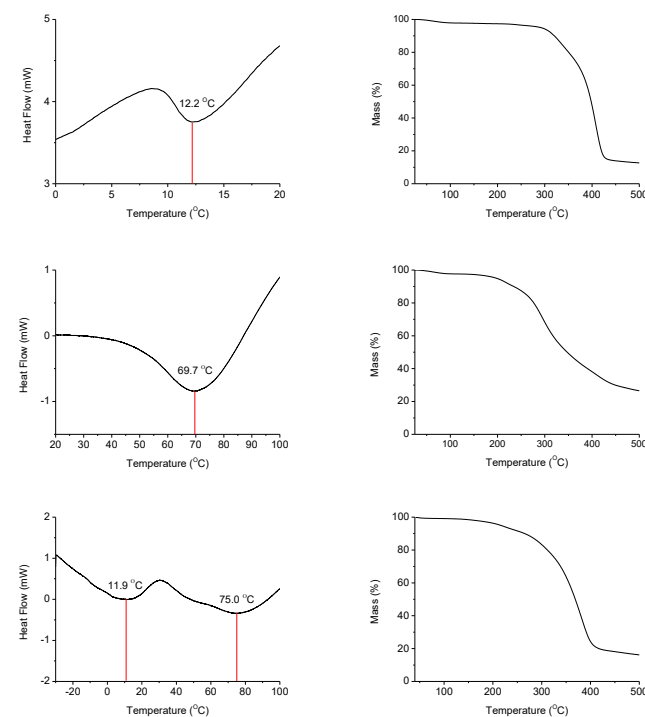 5
4
3
Heat Flow (mW)
12.2 °C
0 5 10 15 20
Temperature (°C)
100
80
60
40
20
0
Mass (%)
100 200 300 400 500
Temperature (°C)
1
0
-1
Heat Flow (mW)
69.7 °C
20 30 40 50 60 70 80 90 100
Temperature (°C)
100
80
60
40
20
0
Mass (%)
100 200 300 400 500
Temperature (°C)
2
1
0
-1
-2
Heat Flow (mW)
11.9 °C
75.0 °C
-20 0 20 40 60 80 100
Temperature (°C)
100
80
60
40
20
0
Mass (%)
100 200 300 400 500
Temperature (°C)